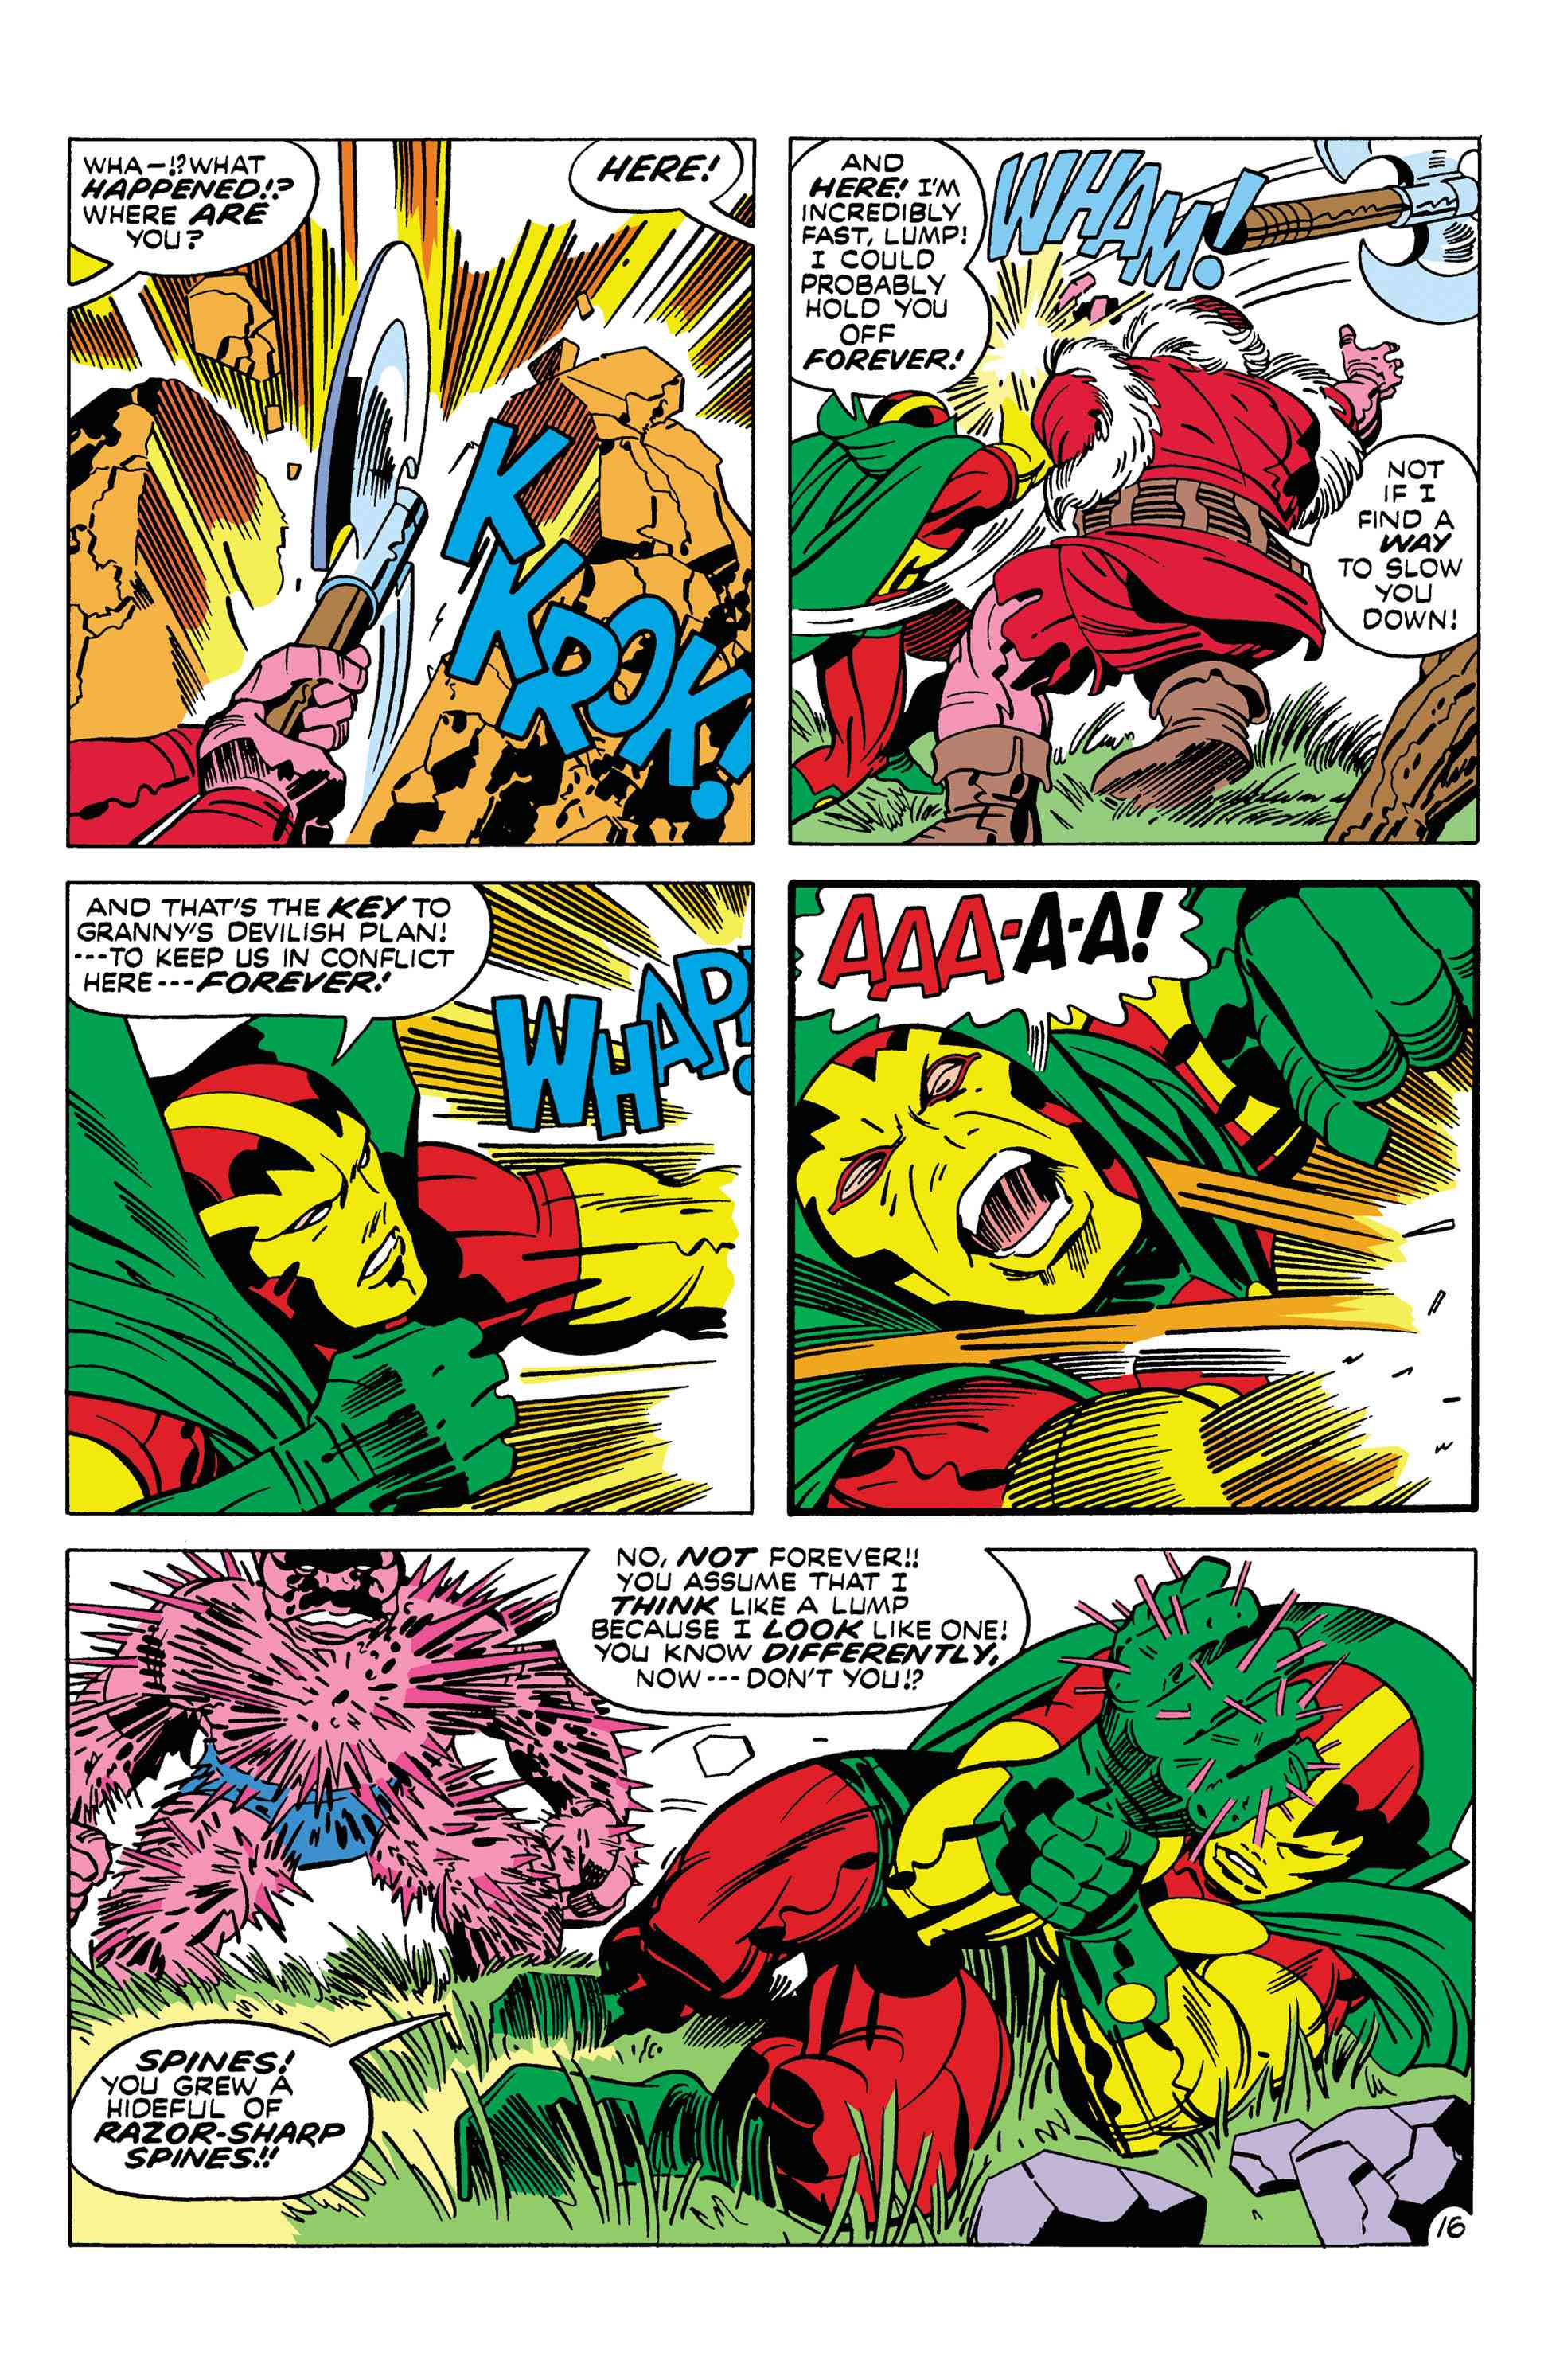 WHA—!? WHAT
HAPPENED!?
WHERE ARE
YOU?
HERE!
K
KROK!
AND
HERE! I'M
INCREDIBLY
FAST, LUMP!
I COULD
PROBABLY
HOLD YOU
OFF
FOREVER!
WHAM!
NOT
IF I
FIND A
WAY
TO SLOW
YOU
DOWN!
AND THAT'S THE KEY TO
GRANNY'S DEVILISH PLAN!
---TO KEEP US IN CONFLICT
HERE---FOREVER!
WHAP!
AAA-A-A!
NO, NOT FOREVER!!
YOU ASSUME THAT I
THINK LIKE A LUMP
BECAUSE I LOOK LIKE ONE!
YOU KNOW DIFFERENTLY,
NOW---DON'T YOU!?
SPINES!
YOU GREW A
HIDEFUL OF
RAZOR-SHARP
SPINES!!
16